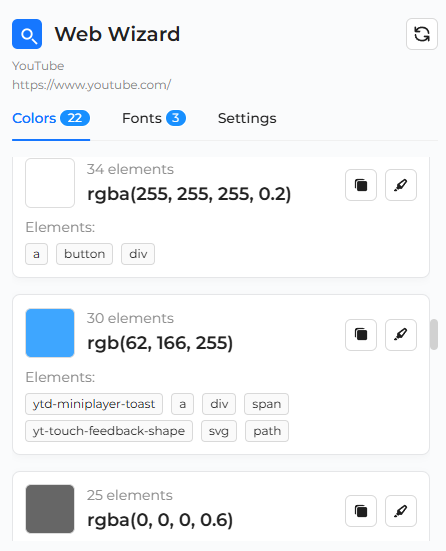 Web Wizard
YouTube
https://www.youtube.com/
Colors 22 Fonts 3 Settings
34 elements
rgba(255, 255, 255, 0.2)
Elements:
a button div
30 elements
rgb(62, 166, 255)
Elements:
ytd-miniplayer-toast a div span
yt-touch-feedback-shape svg path
25 elements
rgba(0, 0, 0, 0.6)